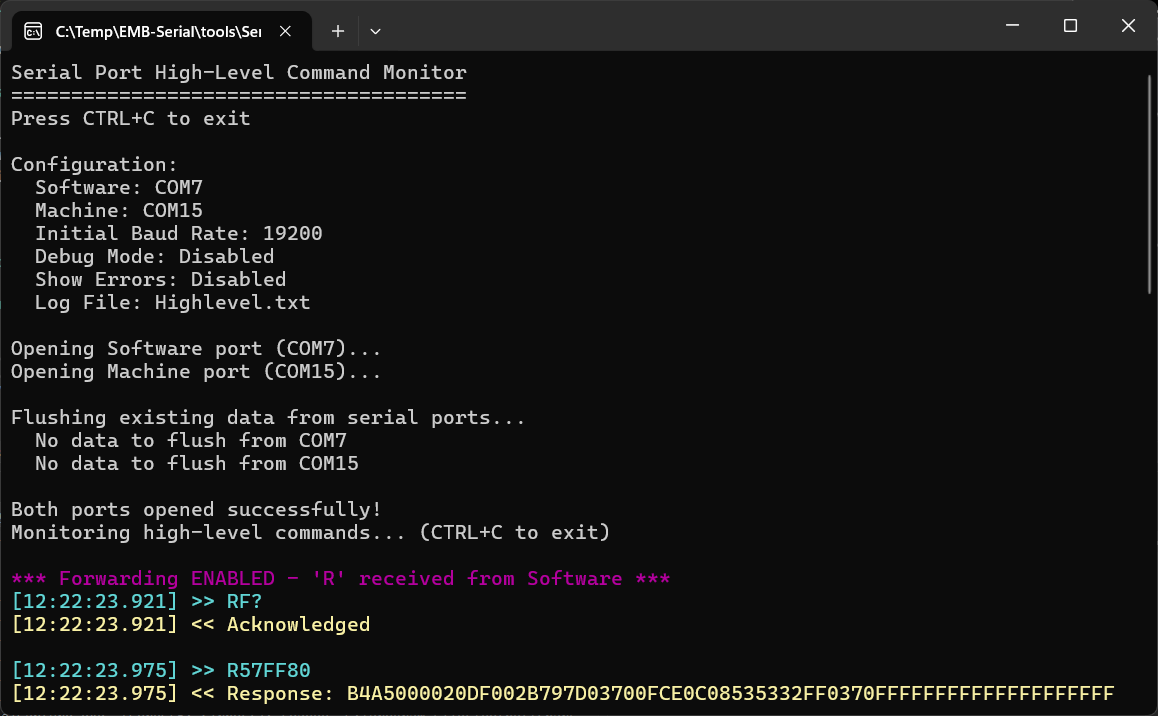 C:\Temp\EMB-Serial\tools\Ser
Serial Port High-Level Command Monitor
======================================
Press CTRL+C to exit
Configuration:
Software: COM7
Machine: COM15
Initial Baud Rate: 19200
Debug Mode: Disabled
Show Errors: Disabled
Log File: Highlevel.txt
Opening Software port (COM7)...
Opening Machine port (COM15)...
Flushing existing data from serial ports...
No data to flush from COM7
No data to flush from COM15
Both ports opened successfully!
Monitoring high-level commands... (CTRL+C to exit)
*** Forwarding ENABLED - 'R' received from Software ***
[12:22:23.921] >> RF?
[12:22:23.921] << Acknowledged
[12:22:23.975] >> R57FF80
[12:22:23.975] << Response: B4A5000020DF002B797D03700FCE0C08535332FF0370FFFFFFFFFFFFFFFFFFFF